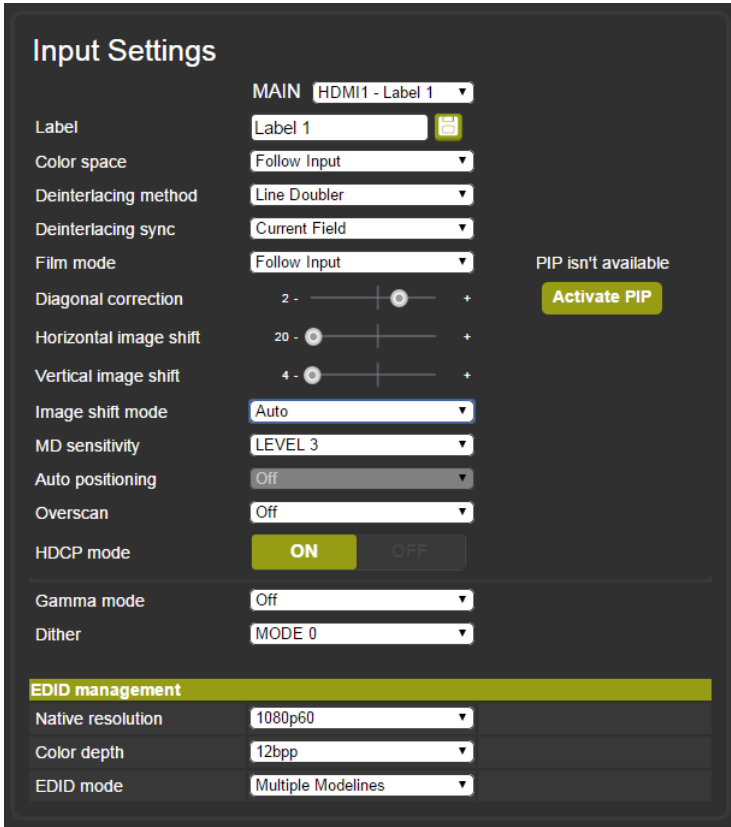 Input Settings
MAIN HDMI1 - Label 1
Label Label 1
Color space Follow Input
Deinterlacing method Line Doubler
Deinterlacing sync Current Field
Film mode Follow Input PIP isn't available
Diagonal correction 2 - + Activate PIP
Horizontal image shift 20 - +
Vertical image shift 4 - +
Image shift mode Auto
MD sensitivity LEVEL 3
Auto positioning Off
Overscan Off
HDCP mode ON OFF
Gamma mode Off
Dither MODE 0
EDID management
Native resolution 1080p60
Color depth 12bpp
EDID mode Multiple Modelines